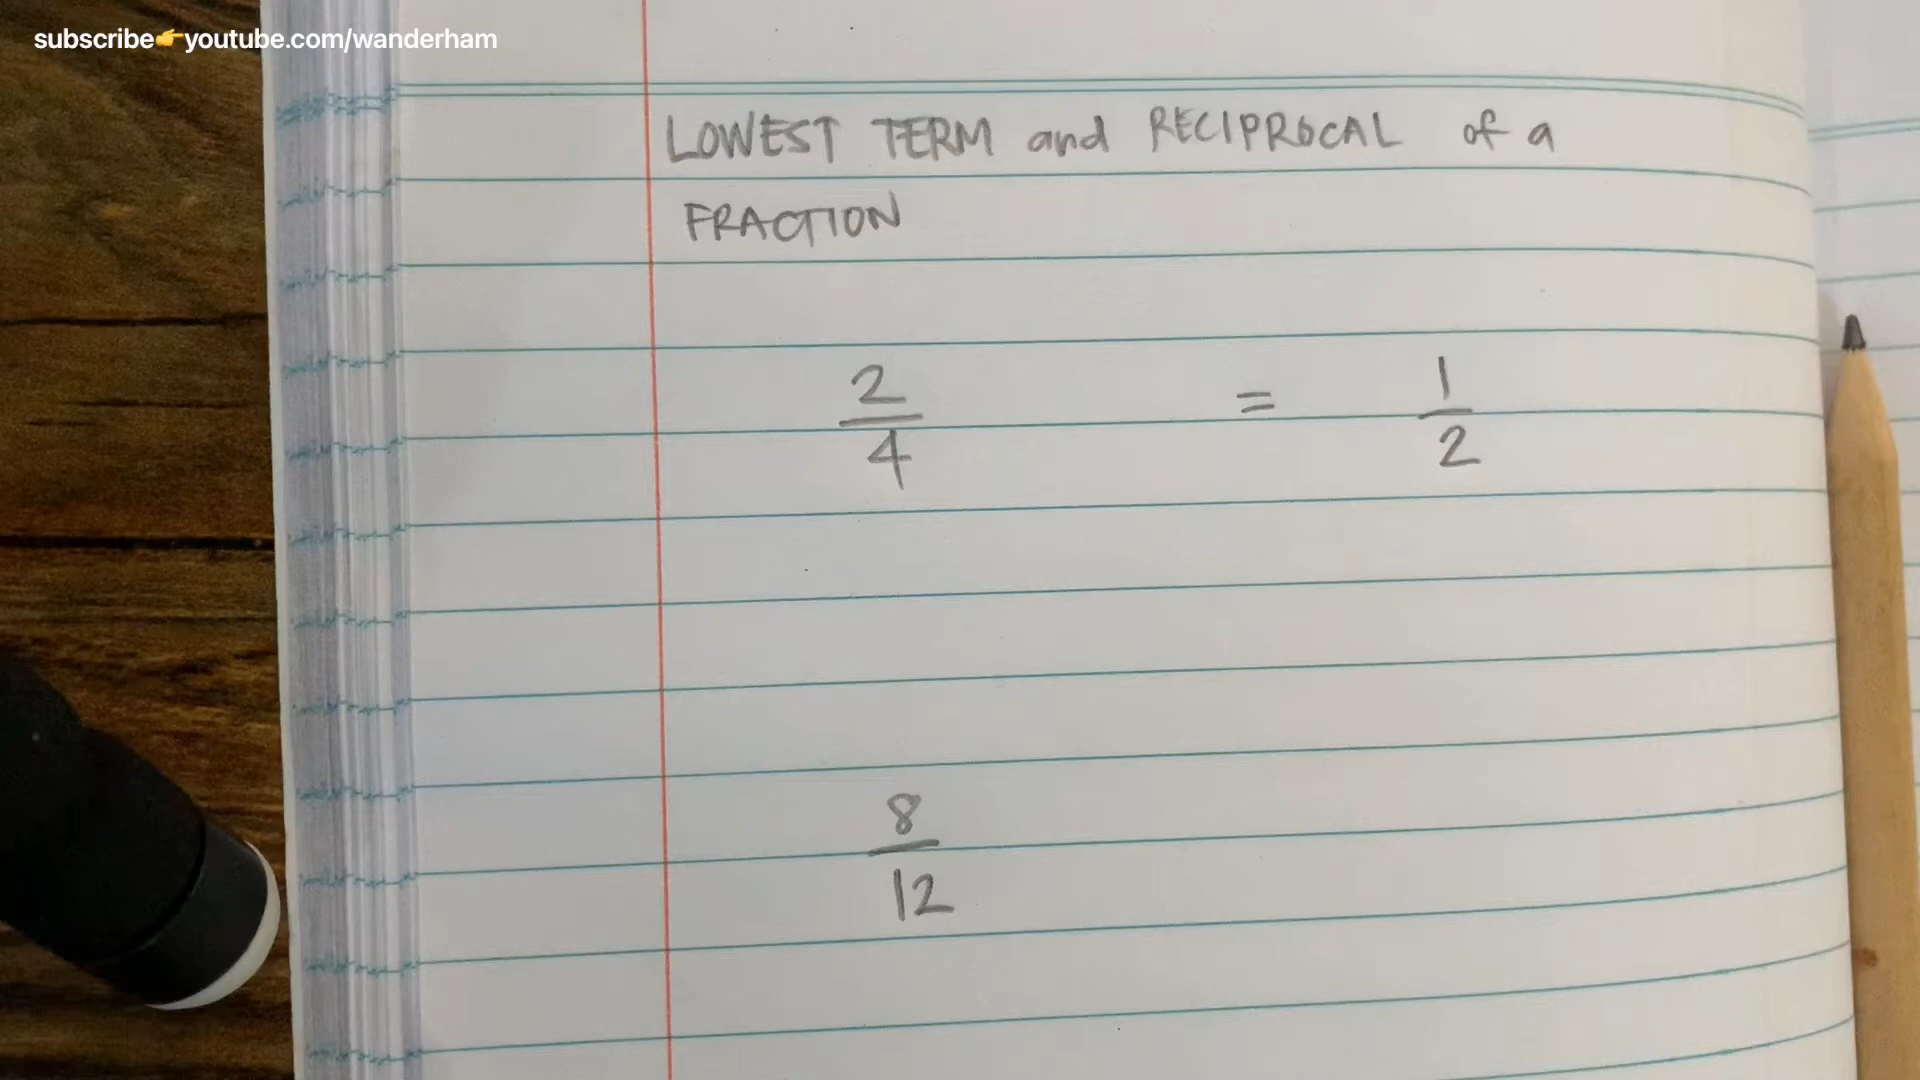 subscribe👉youtube.com/wanderham
LOWEST TERM and RECIPROCAL of a
FRACTION
2/4 = 1/2
8/12